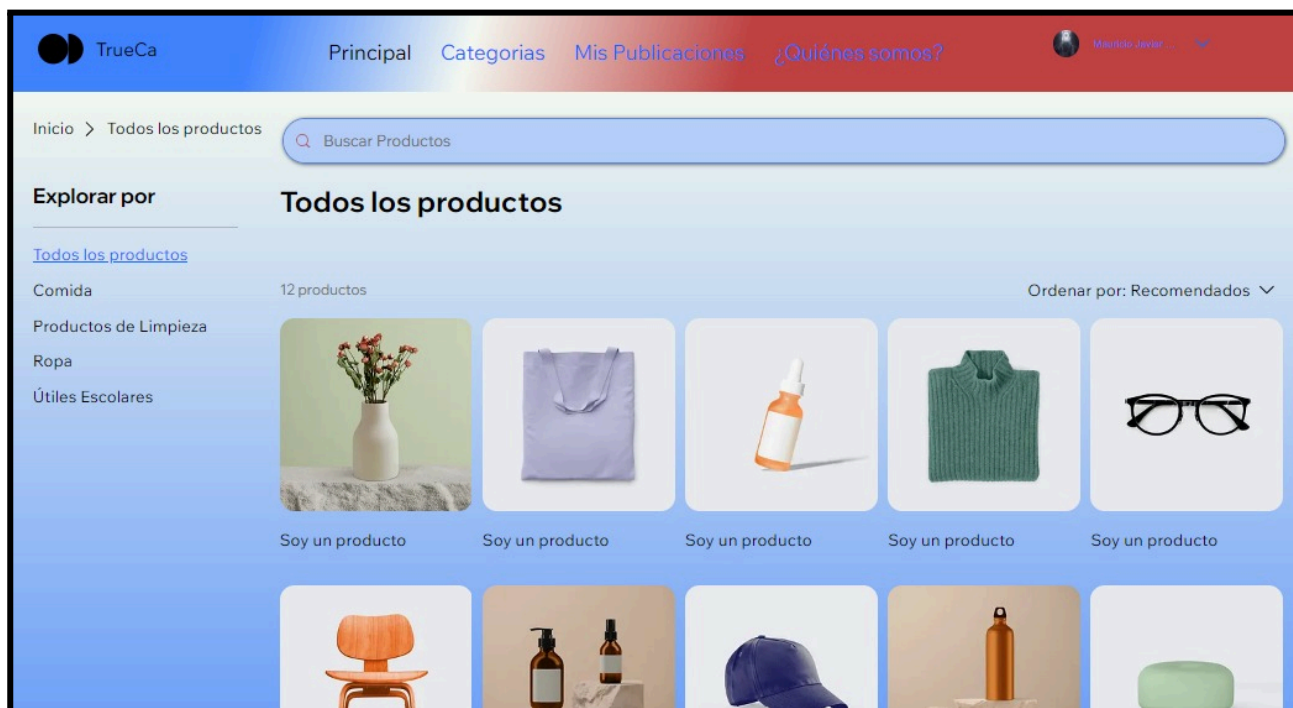 TrueCa
Principal Categorias Mis Publicaciones ¿Quiénes somos?
Mauricio Javier ...
Inicio > Todos los productos
Buscar Productos
Explorar por
Todos los productos
Comida
Productos de Limpieza
Ropa
Útiles Escolares
Todos los productos
12 productos
Ordenar por: Recomendados
Soy un producto
Soy un producto
Soy un producto
Soy un producto
Soy un producto